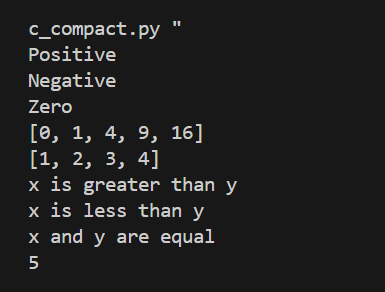 c_compact.py "
Positive
Negative
Zero
[0, 1, 4, 9, 16]
[1, 2, 3, 4]
x is greater than y
x is less than y
x and y are equal
5